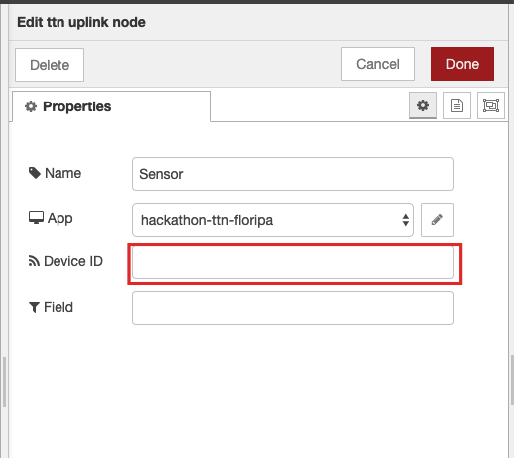 Edit ttn uplink node
Delete
Cancel
Done
Properties
Name
Sensor
App
hackathon-ttn-floripa
Device ID
Field